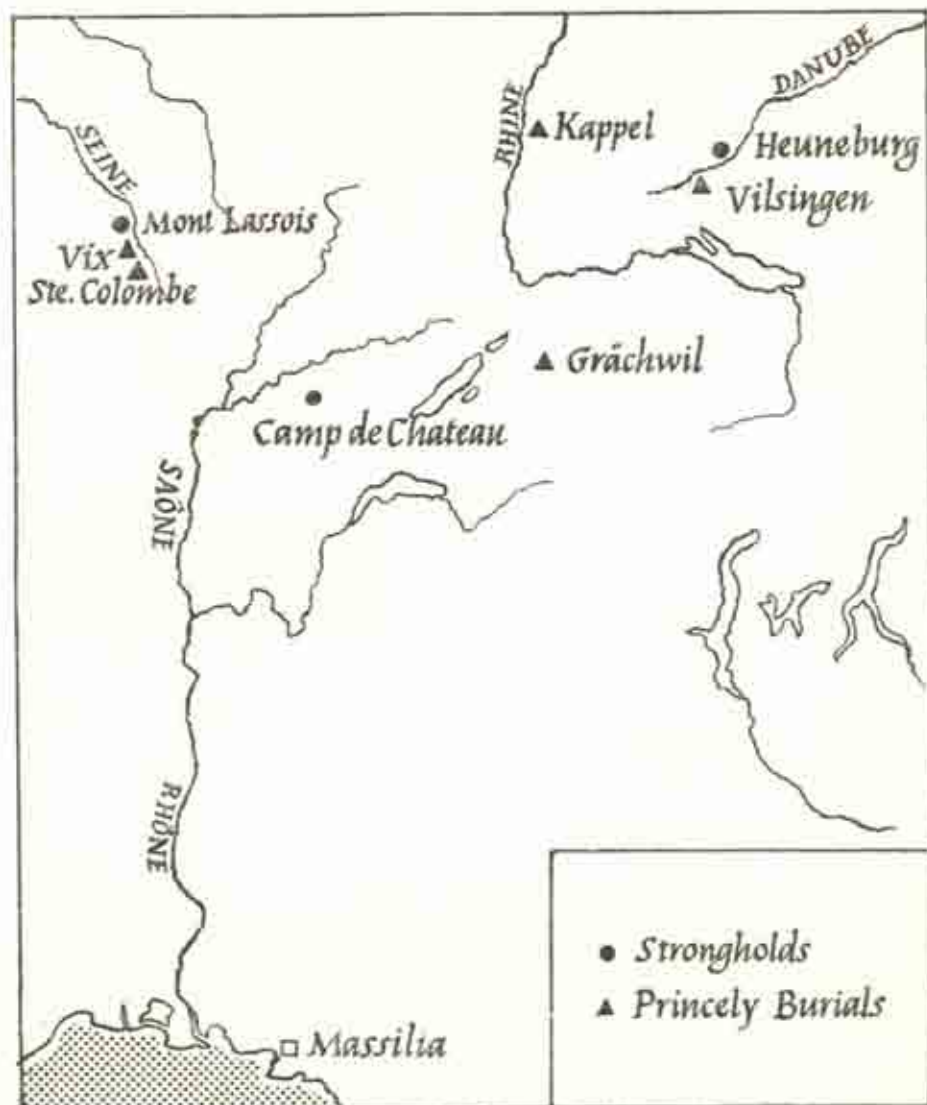 DANUBE
RHINE
Kappel
Heuneburg
SEINE
Vilsingen
Mont Lassois
Vix
Ste. Colombe
Grächwil
Camp de Chateau
SAÔNE
RHÔNE
Strongholds
Princely Burials
Massilia